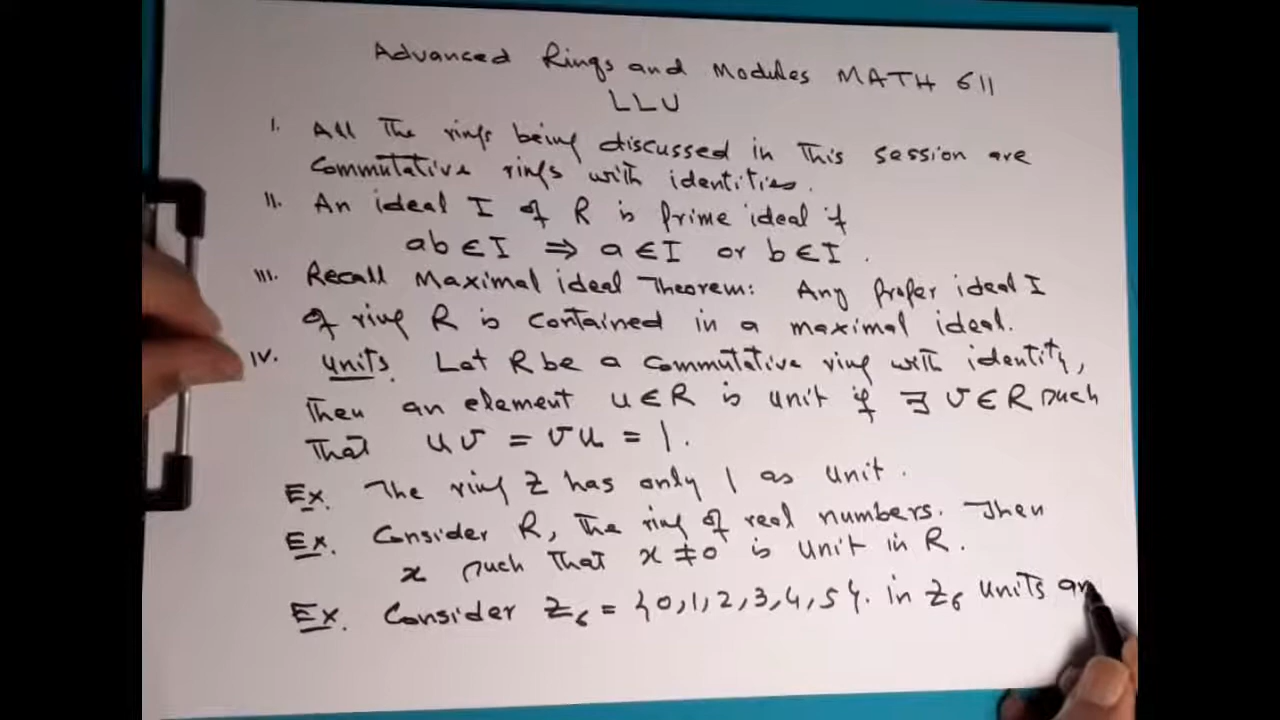 Advanced Rings and Modules MATH 611
LLU
I. All The rings being discussed in This session are
commutative rings with identities.
II. An ideal I of R is prime ideal if
ab ∈ I ⇒ a ∈ I or b ∈ I.
III. Recall Maximal ideal Theorem: Any proper ideal I
of ring R is contained in a maximal ideal.
IV. units. Let R be a commutative ring with identity,
Then an element u ∈ R is unit if ∃ v ∈ R such
That uv = vu = 1.
Ex. The ring Z has only 1 as unit.
Ex. Consider R, The ring of real numbers. Then
x such That x ≠ 0 is unit in R.
Ex. Consider Z₆ = {0,1,2,3,4,5}. in Z₆ units